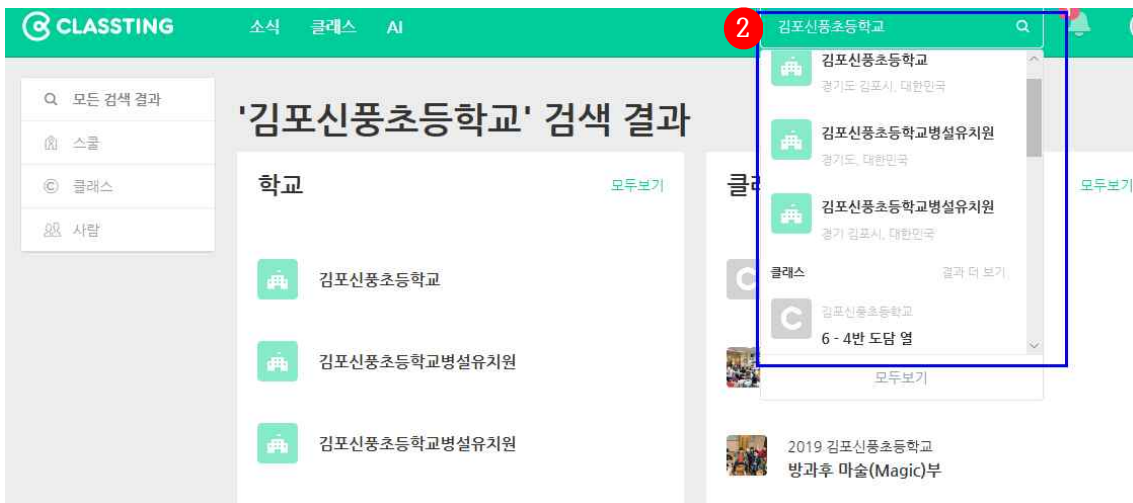 CLASSTING 소식 클래스 AI
2 김포신풍초등학교
모든 검색 결과
스쿨
클래스
사람
'김포신풍초등학교' 검색 결과
학교 모두보기
김포신풍초등학교
김포신풍초등학교병설유치원
김포신풍초등학교병설유치원
김포신풍초등학교
경기도 김포시, 대한민국
김포신풍초등학교병설유치원
경기도, 대한민국
김포신풍초등학교병설유치원
경기 김포시, 대한민국
클래스 결과 더 보기
김포신풍초등학교
6 - 4반 도담 열
모두보기
모두보기
2019 김포신풍초등학교
방과후 마술(Magic)부